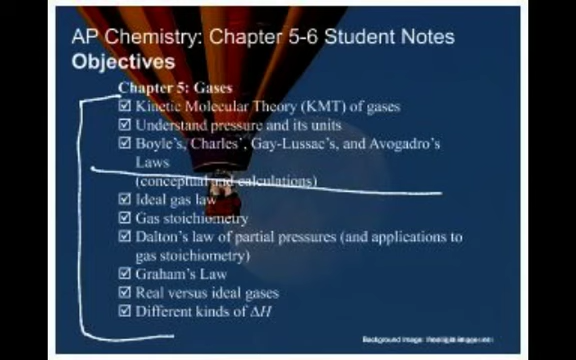 AP Chemistry: Chapter 5-6 Student Notes
Objectives
Chapter 5: Gases
Kinetic Molecular Theory (KMT) of gases
Understand pressure and its units
Boyle's, Charles', Gay-Lussac's, and Avogadro's
Laws
(conceptual and calculations)
Ideal gas law
Gas stoichiometry
Dalton's law of partial pressures (and applications to
gas stoichiometry)
Graham's Law
Real versus ideal gases
Different kinds of ΔH
Background image: